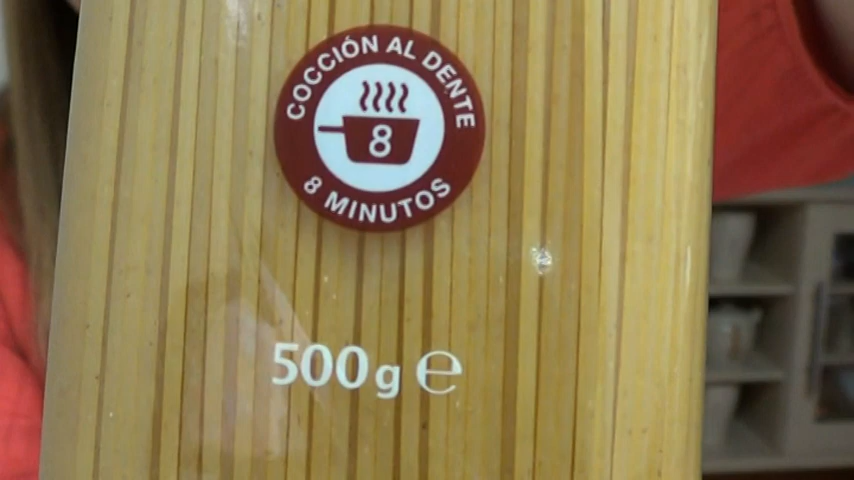 COCCIÓN AL DENTE
8
8 MINUTOS
500g ℮